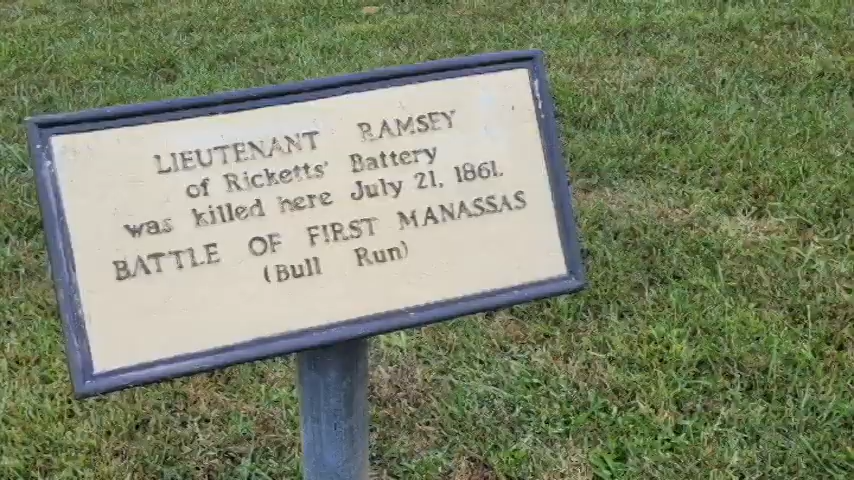 LIEUTENANT RAMSEY
of Ricketts' Battery
was killed here July 21, 1861.
BATTLE OF FIRST MANASSAS
(Bull Run)